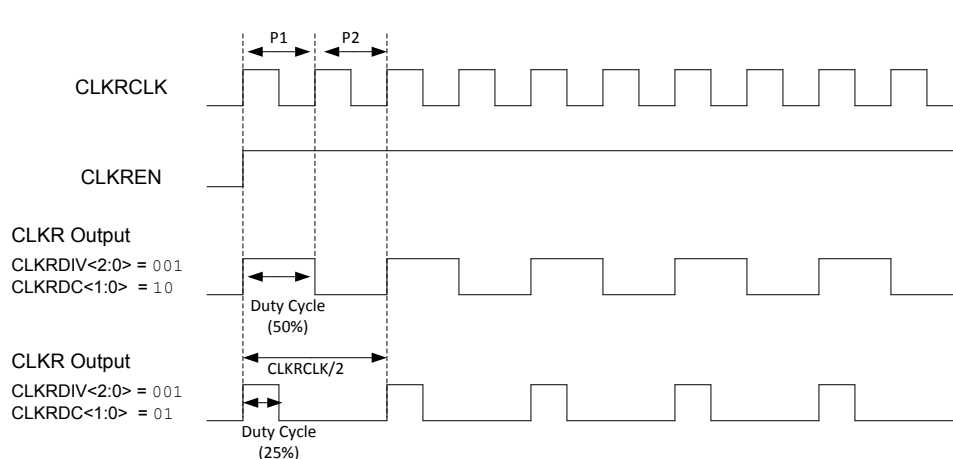 P1 P2
CLKRCLK
CLKREN
CLKR Output
CLKRDIV<2:0> = 001
CLKRDC<1:0> = 10
Duty Cycle
(50%)
CLKR Output
CLKRCLK/2
CLKRDIV<2:0> = 001
CLKRDC<1:0> = 01
Duty Cycle
(25%)